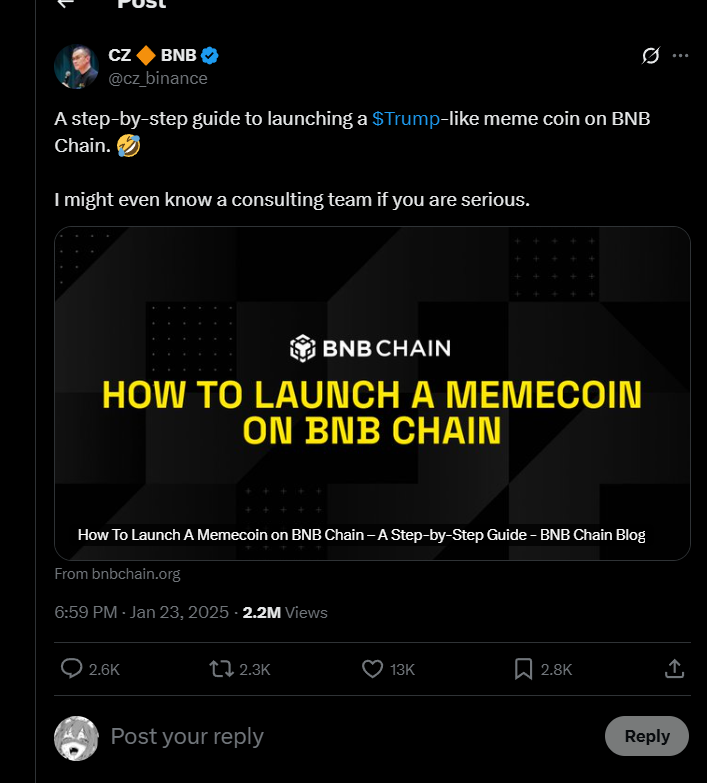 Post
CZ 🔶 BNB
@cz_binance
A step-by-step guide to launching a $Trump-like meme coin on BNB
Chain. 🤣
I might even know a consulting team if you are serious.
BNB CHAIN
HOW TO LAUNCH A MEMECOIN
ON BNB CHAIN
How To Launch A Memecoin on BNB Chain – A Step-by-Step Guide - BNB Chain Blog
From bnbchain.org
6:59 PM · Jan 23, 2025 · 2.2M Views
2.6K 2.3K 13K 2.8K
Post your reply
Reply